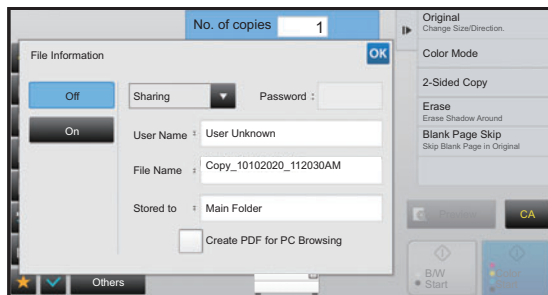 No. of copies 1
Original
Change Size/Direction.
File Information
OK
Color Mode
Off
Sharing
Password :
2-Sided Copy
Erase
Erase Shadow Around
On
User Name : User Unknown
Blank Page Skip
Skip Blank Page in Original
File Name : Copy_10102020_112030AM
Stored to : Main Folder
CA
Create PDF for PC Browsing
B/W
Start
Others